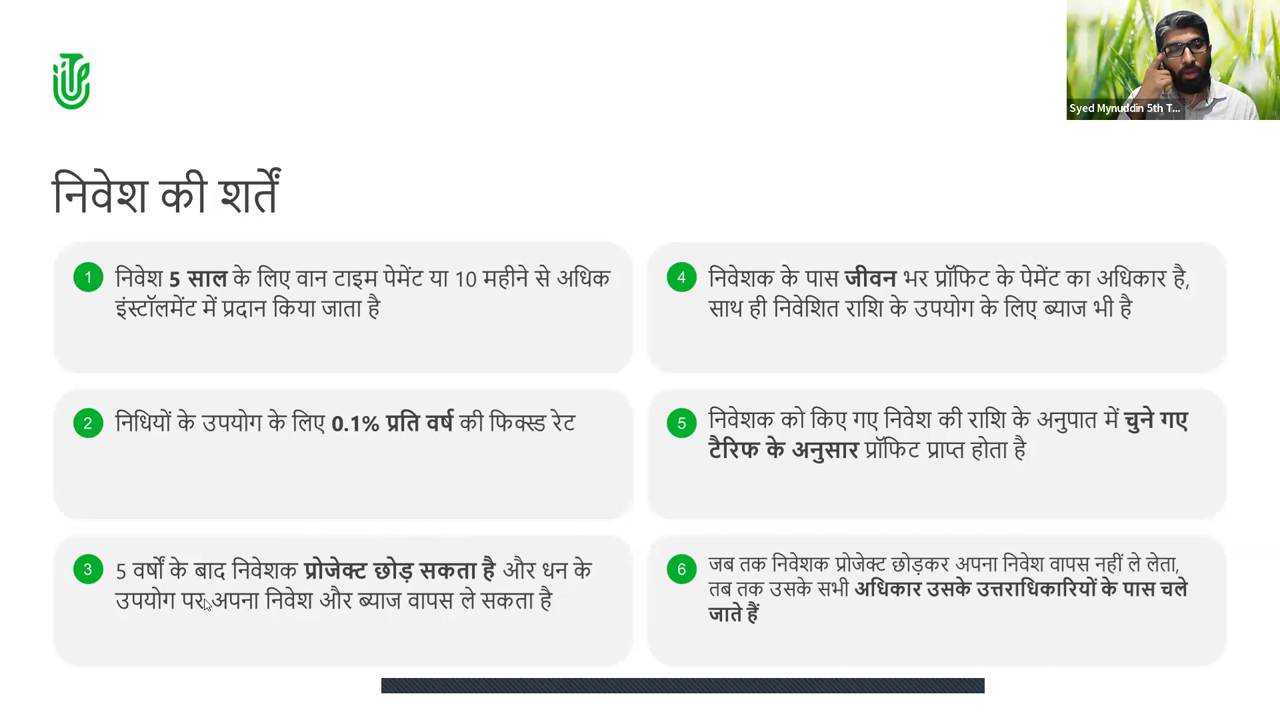 Syed Mynuddin 5th T...
निवेश की शर्तें
1
निवेश 5 साल के लिए वान टाइम पेमेंट या 10 महीने से अधिक
इंस्टॉलमेंट में प्रदान किया जाता है
2
निधियों के उपयोग के लिए 0.1% प्रति वर्ष की फिक्स्ड रेट
3
5 वर्षों के बाद निवेशक प्रोजेक्ट छोड़ सकता है और धन के
उपयोग पर अपना निवेश और ब्याज वापस ले सकता है
4
निवेशक के पास जीवन भर प्रॉफिट के पेमेंट का अधिकार है,
साथ ही निवेशित राशि के उपयोग के लिए ब्याज भी है
5
निवेशक को किए गए निवेश की राशि के अनुपात में चुने गए
टैरिफ के अनुसार प्रॉफिट प्राप्त होता है
6
जब तक निवेशक प्रोजेक्ट छोड़कर अपना निवेश वापस नहीं ले लेता,
तब तक उसके सभी अधिकार उसके उत्तराधिकारियों के पास चले
जाते हैं